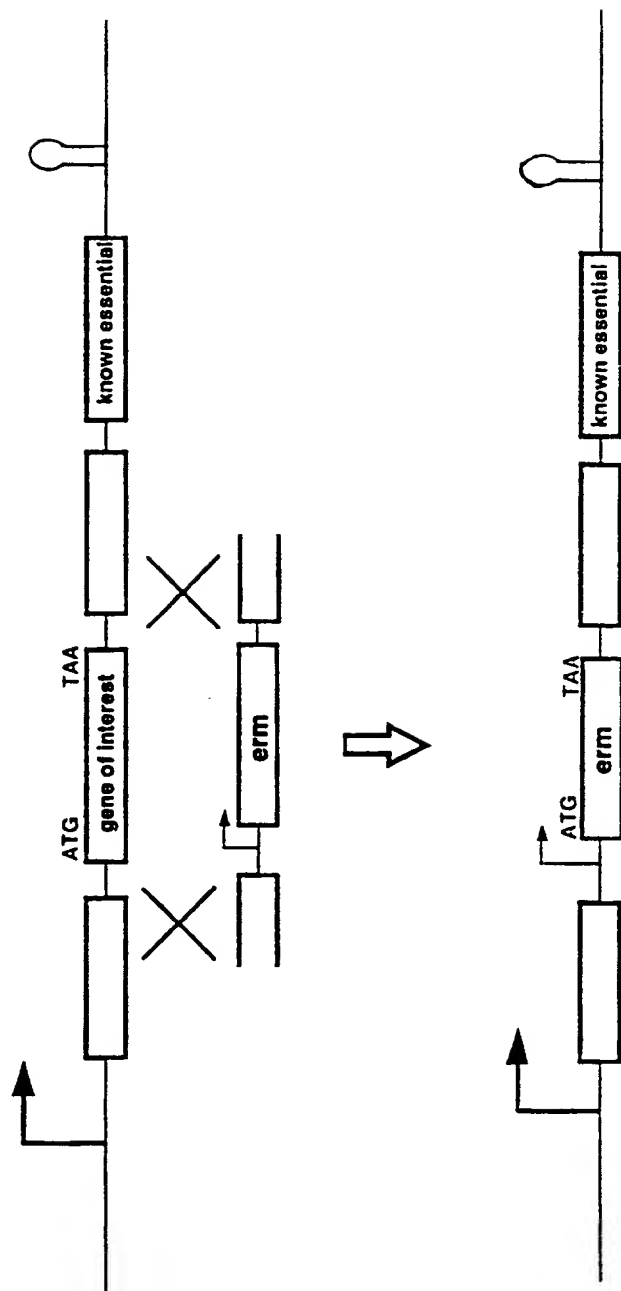 ATG
TAA
gene of interest
known essential
erm
ATG
TAA
erm
known essential